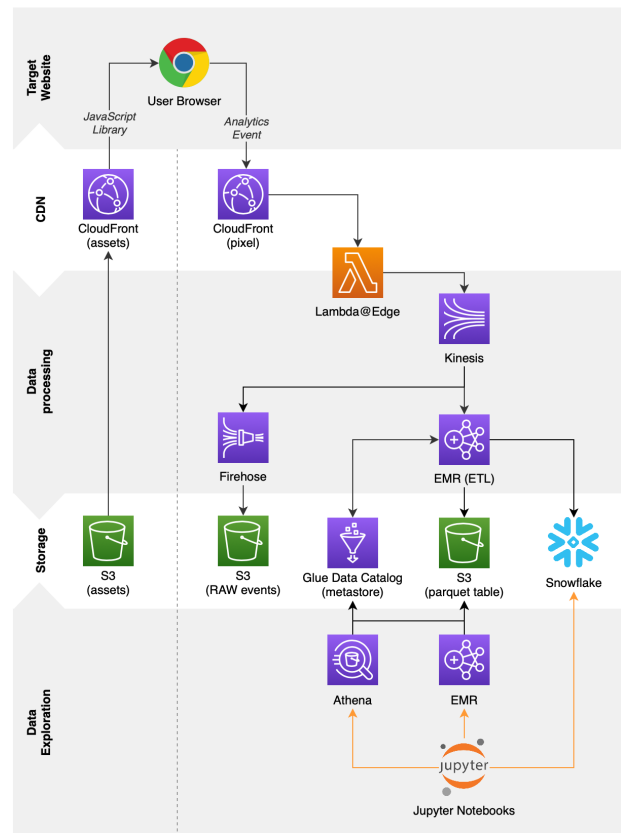 Target
Website
User Browser
JavaScript
Library
Analytics
Event
CDN
CloudFront
(assets)
CloudFront
(pixel)
Lambda@Edge
Data
processing
Kinesis
Firehose
EMR (ETL)
Storage
S3
(assets)
S3
(RAW events)
Glue Data Catalog
(metastore)
S3
(parquet table)
Snowflake
Data
Exploration
Athena
EMR
jupyter
Jupyter Notebooks